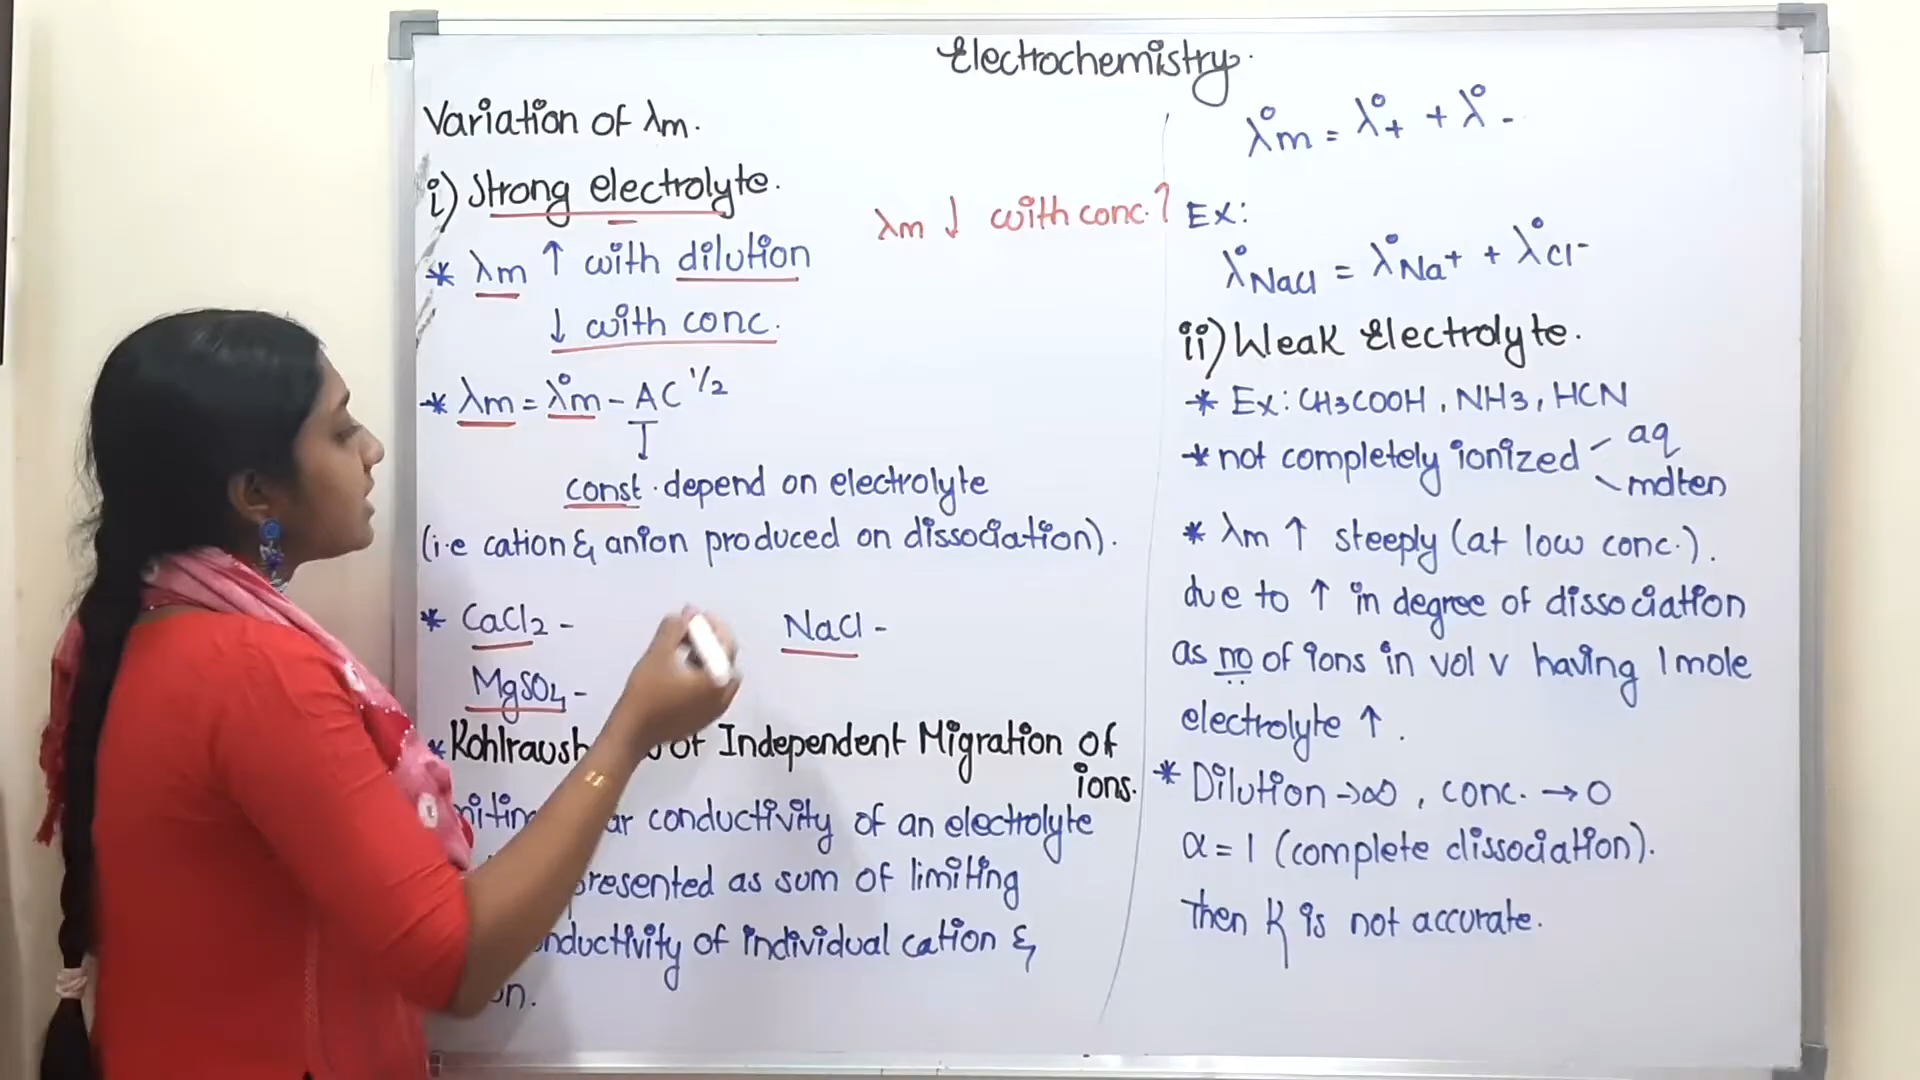 Electrochemistry.
Variation of λm.
i) Strong electrolyte.
* λm ↑ with dilution
↓ with conc.
λm ↓ with conc.?
* λm = λ°m - AC^1/2
const. depend on electrolyte
(i.e cation & anion produced on dissociation).
* CaCl2 - NaCl -
MgSO4 -
* of Independent Migration of
ions.
conductivity of an electrolyte
as sum of limiting
of individual cation &
λ°m = λ°+ + λ°-
Ex:
λ°NaCl = λ°Na+ + λ°Cl-
ii) Weak Electrolyte.
* Ex: CH3COOH, NH3, HCN
* not completely ionized aq
molten
* λm ↑ steeply (at low conc.).
due to ↑ in degree of dissociation
as no of ions in vol v having 1 mole
electrolyte ↑.
* Dilution → ∞, conc. → 0
α = 1 (complete dissociation).
then K is not accurate.